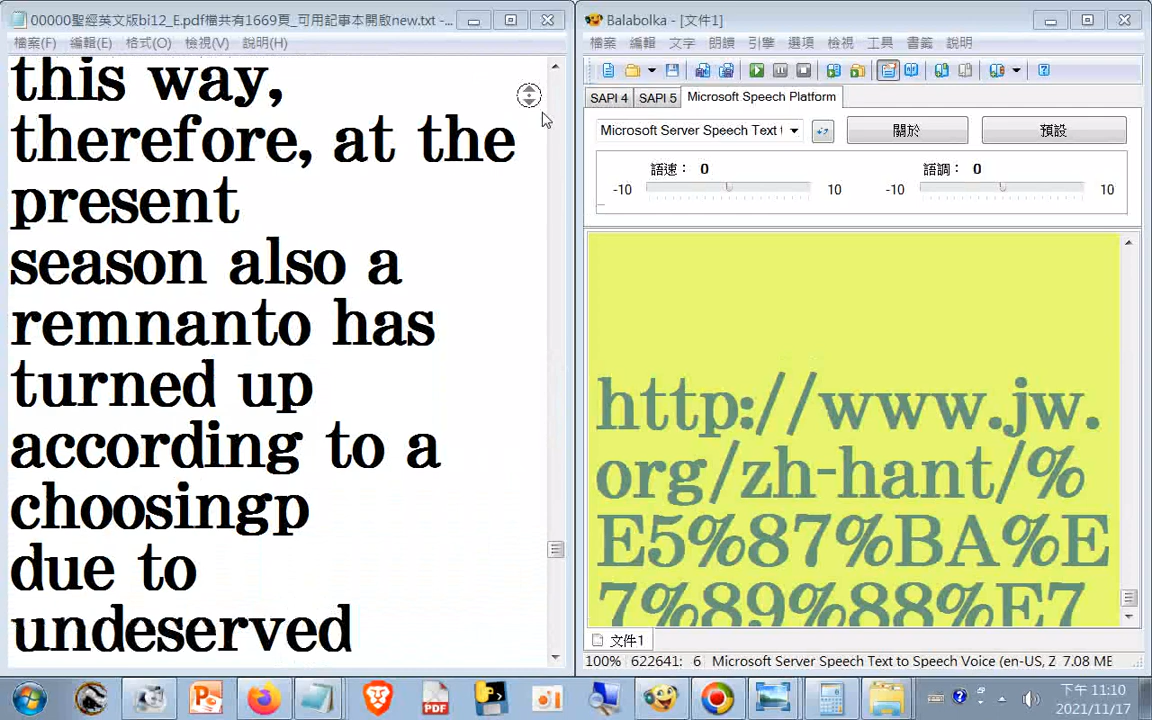 00000聖經英文版bi12_E.pdf檔共有1669頁_可用記事本開啟new.txt -...
檔案(F) 編輯(E) 格式(O) 檢視(V) 說明(H)
this way,
therefore, at the
present
season also a
remnanto has
turned up
according to a
choosingp
due to
undeserved
Balabolka - [文件1]
檔案 編輯 文字 朗讀 引擎 選項 檢視 工具 書籤 說明
SAPI 4 SAPI 5 Microsoft Speech Platform
Microsoft Server Speech Text t 關於 預設
語速： 0 語調： 0
-10 10 -10 10
http://www.jw.
org/zh-hant/%
E5%87%BA%E
7%89%88%E7
文件1
100% 622641: 6 Microsoft Server Speech Text to Speech Voice (en-US, Z 7.08 ME
PDF
下午 11:10
2021/11/17